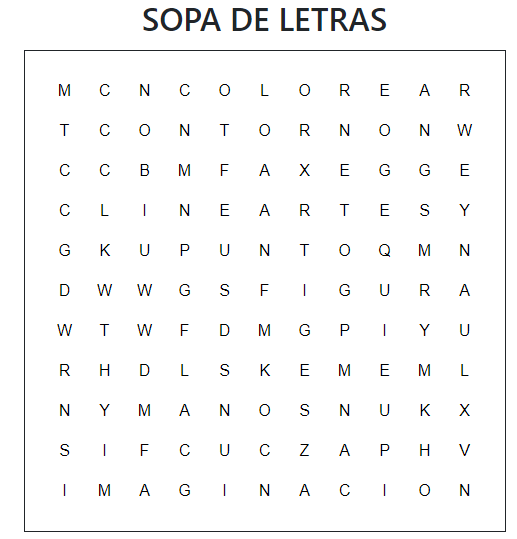 SOPA DE LETRAS
M C N C O L O R E A R
T C O N T O R N O N W
C C B M F A X E G G E
C L I N E A R T E S Y
G K U P U N T O Q M N
D W W G S F I G U R A
W T W F D M G P I Y U
R H D L S K E M E M L
N Y M A N O S N U K X
S I F C U C Z A P H V
I M A G I N A C I O N